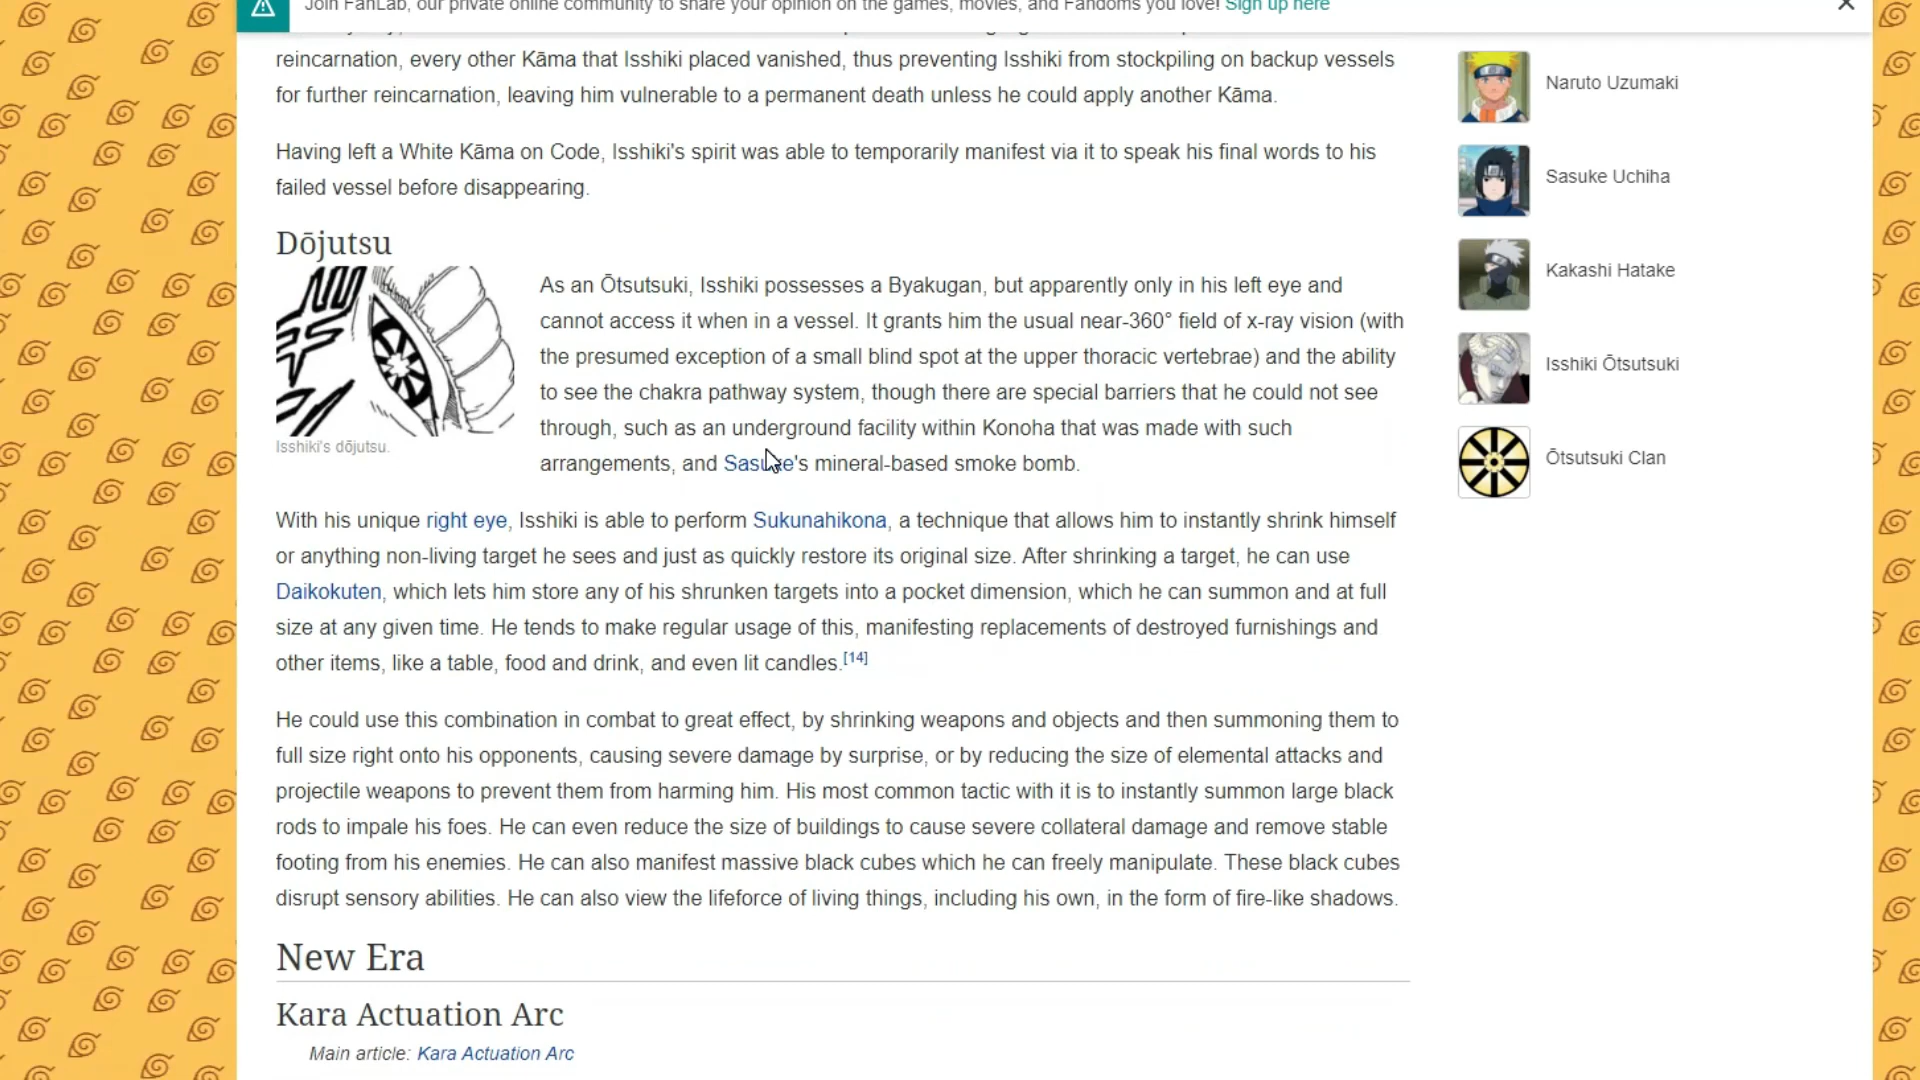 Join FanLab, our private online community to share your opinion on the games, movies, and Fandoms you love! Sign up here
reincarnation, every other Kāma that Isshiki placed vanished, thus preventing Isshiki from stockpiling on backup vessels
for further reincarnation, leaving him vulnerable to a permanent death unless he could apply another Kāma.
Having left a White Kāma on Code, Isshiki's spirit was able to temporarily manifest via it to speak his final words to his
failed vessel before disappearing.
Dōjutsu
As an Ōtsutsuki, Isshiki possesses a Byakugan, but apparently only in his left eye and
cannot access it when in a vessel. It grants him the usual near-360° field of x-ray vision (with
the presumed exception of a small blind spot at the upper thoracic vertebrae) and the ability
to see the chakra pathway system, though there are special barriers that he could not see
through, such as an underground facility within Konoha that was made with such
arrangements, and Sasuke's mineral-based smoke bomb.
Isshiki's dōjutsu.
With his unique right eye, Isshiki is able to perform Sukunahikona, a technique that allows him to instantly shrink himself
or anything non-living target he sees and just as quickly restore its original size. After shrinking a target, he can use
Daikokuten, which lets him store any of his shrunken targets into a pocket dimension, which he can summon and at full
size at any given time. He tends to make regular usage of this, manifesting replacements of destroyed furnishings and
other items, like a table, food and drink, and even lit candles.[14]
He could use this combination in combat to great effect, by shrinking weapons and objects and then summoning them to
full size right onto his opponents, causing severe damage by surprise, or by reducing the size of elemental attacks and
projectile weapons to prevent them from harming him. His most common tactic with it is to instantly summon large black
rods to impale his foes. He can even reduce the size of buildings to cause severe collateral damage and remove stable
footing from his enemies. He can also manifest massive black cubes which he can freely manipulate. These black cubes
disrupt sensory abilities. He can also view the lifeforce of living things, including his own, in the form of fire-like shadows.
New Era
Kara Actuation Arc
Main article: Kara Actuation Arc
Naruto Uzumaki
Sasuke Uchiha
Kakashi Hatake
Isshiki Ōtsutsuki
Ōtsutsuki Clan